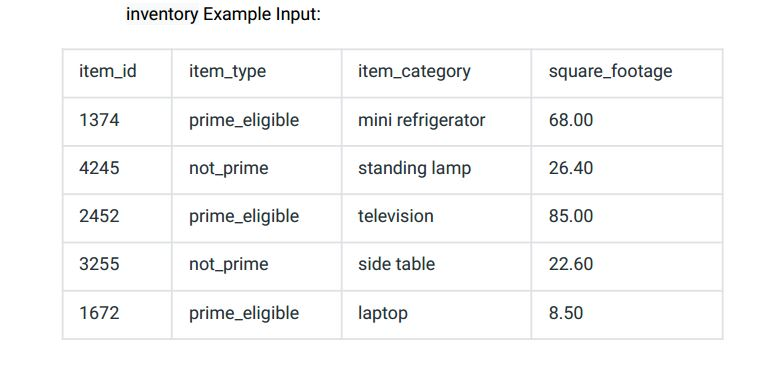 inventory Example Input:
item_id item_type item_category square_footage
1374 prime_eligible mini refrigerator 68.00
4245 not_prime standing lamp 26.40
2452 prime_eligible television 85.00
3255 not_prime side table 22.60
1672 prime_eligible laptop 8.50